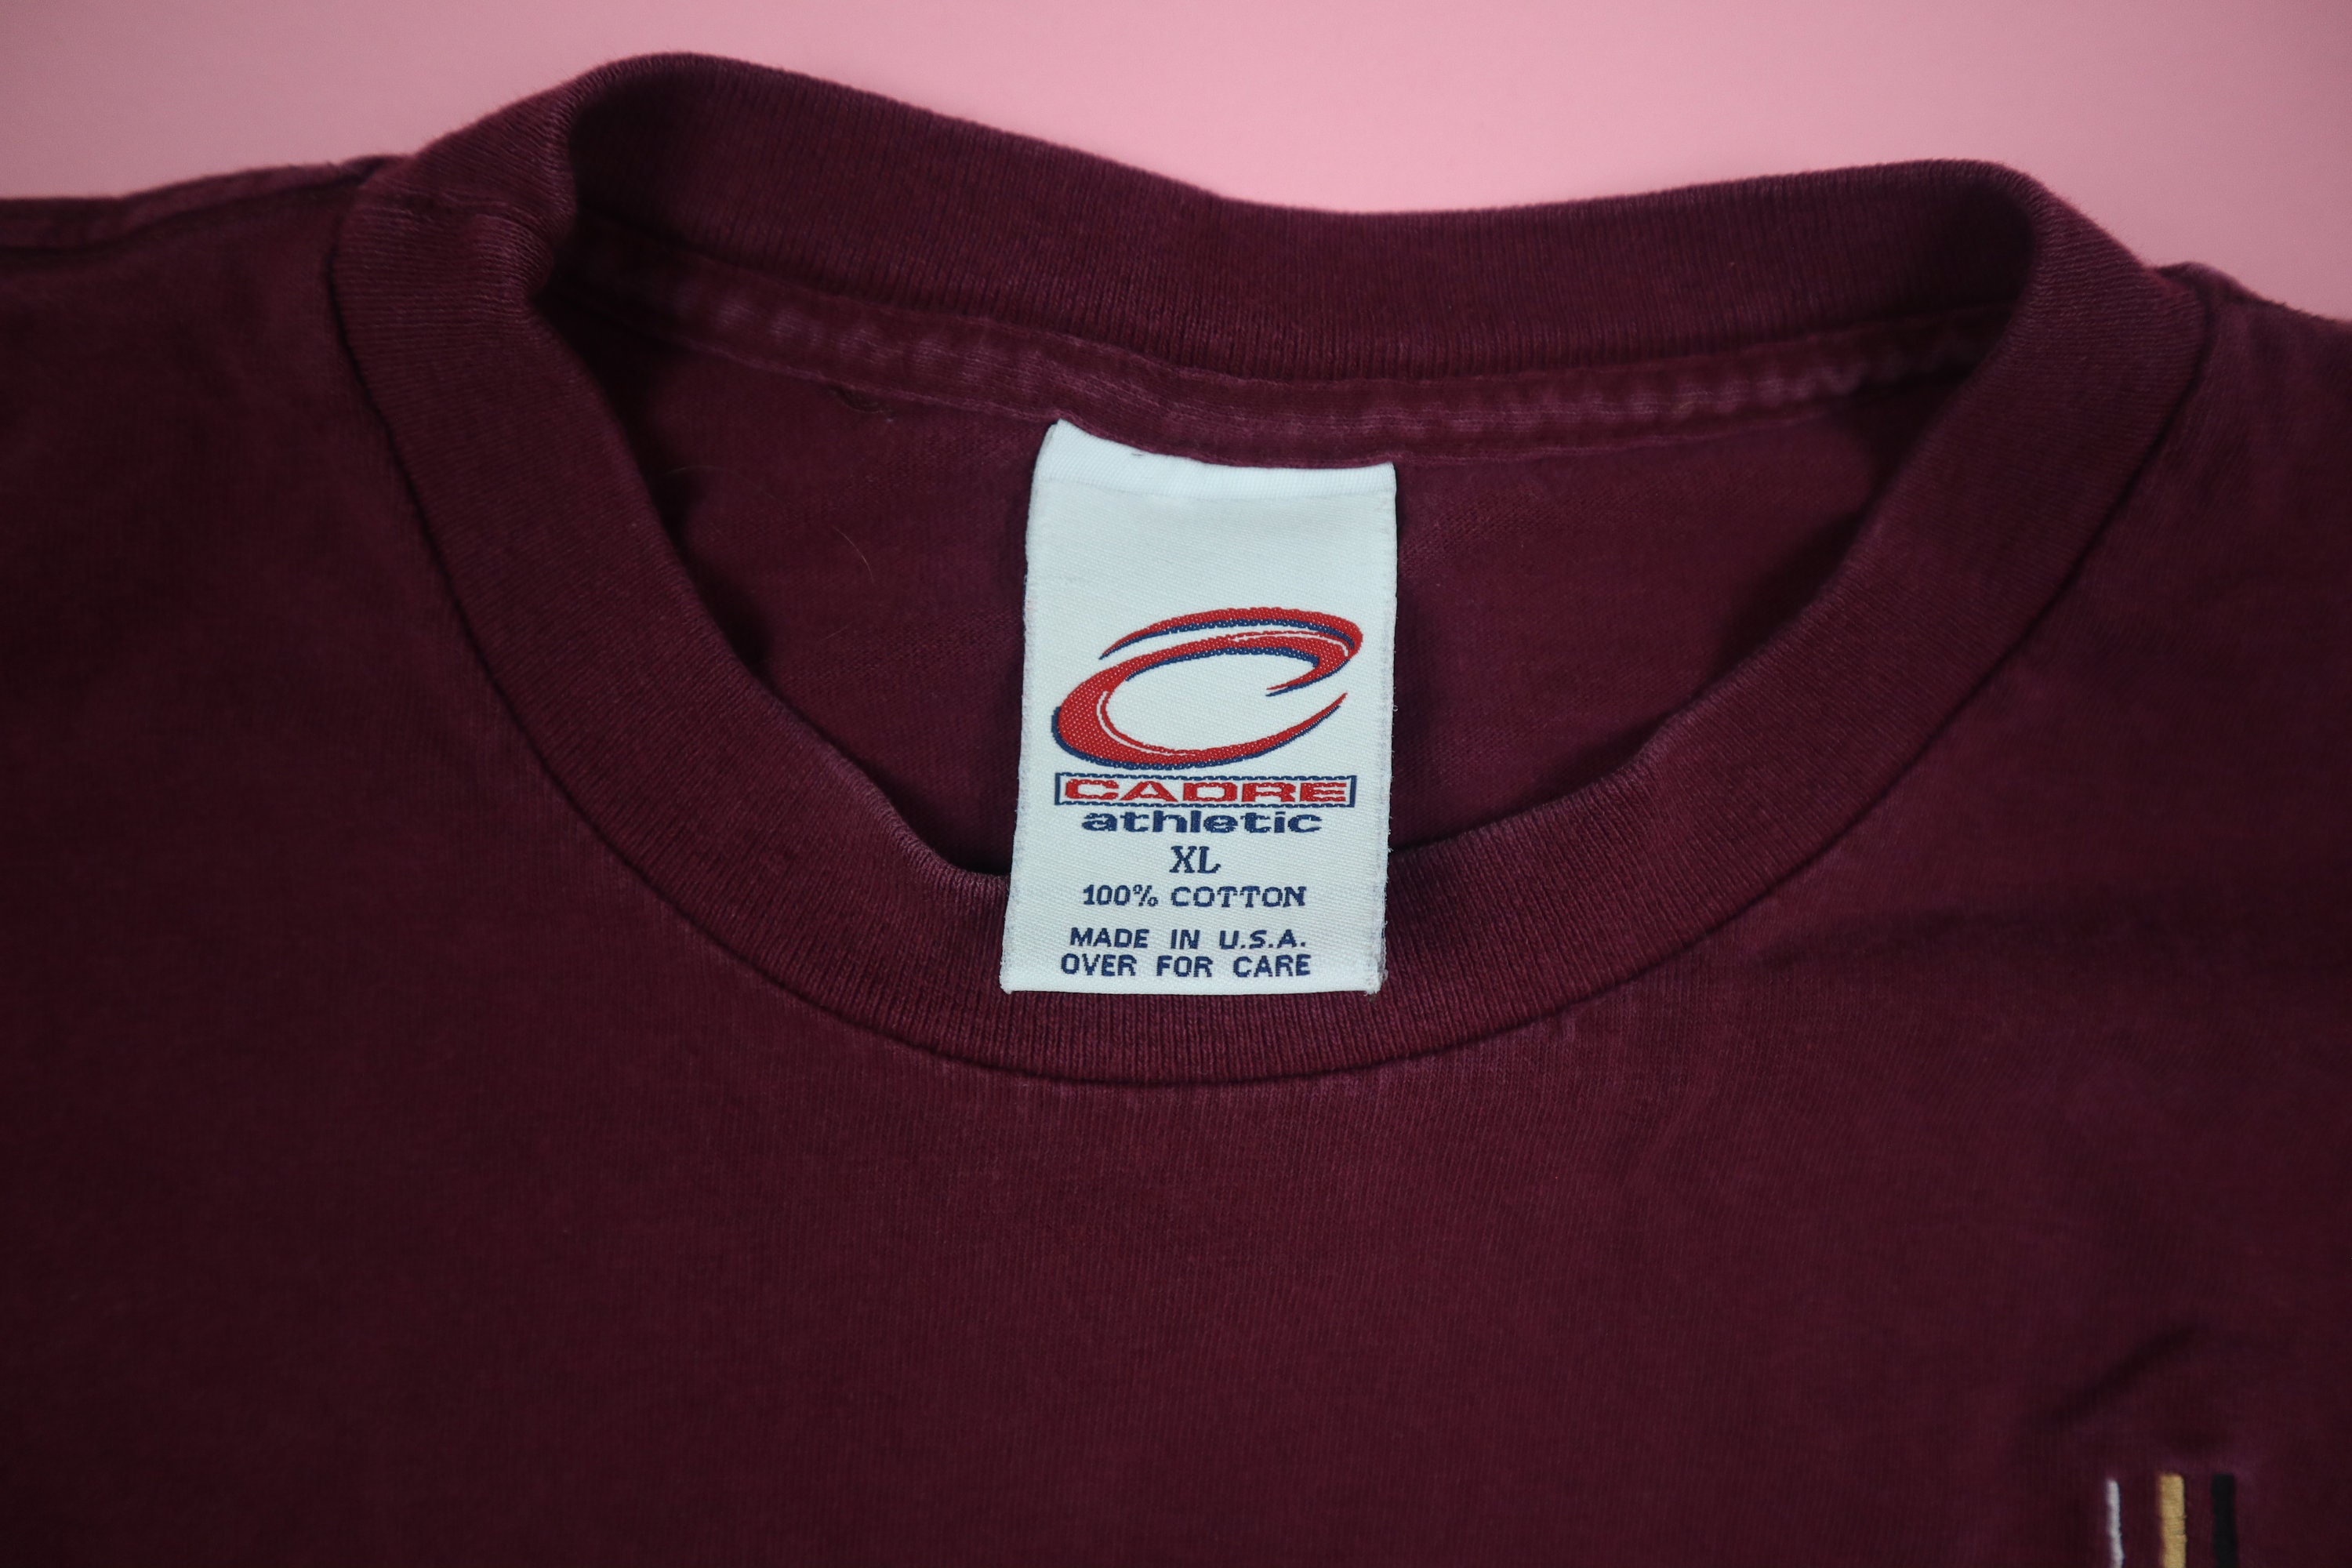 CADRE
athletic
XL
100% COTTON
MADE IN U.S.A.
OVER FOR CARE